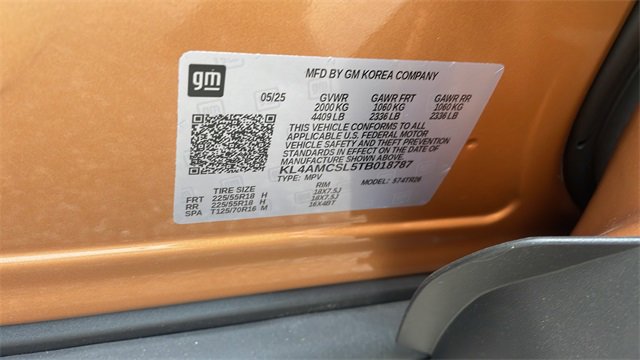 gm
MFD BY GM KOREA COMPANY
05/25 GVWR GAWR FRT GAWR RR
2000 KG 1060 KG 1060 KG
4409 LB 2336 LB 2336 LB
THIS VEHICLE CONFORMS TO ALL
APPLICABLE U.S. FEDERAL MOTOR
VEHICLE SAFETY AND THEFT PREVENTION
STANDARDS IN EFFECT ON THE DATE OF
MANUFACTURE SHOWN ABOVE.
KL4AMCSL5TB018787
TYPE: MPV MODEL: 574TR26
TIRE SIZE RIM
FRT 225/55R18 H 18X7.5J
RR 225/55R18 H 18X7.5J
SPA T125/70R16 M 16X4BT